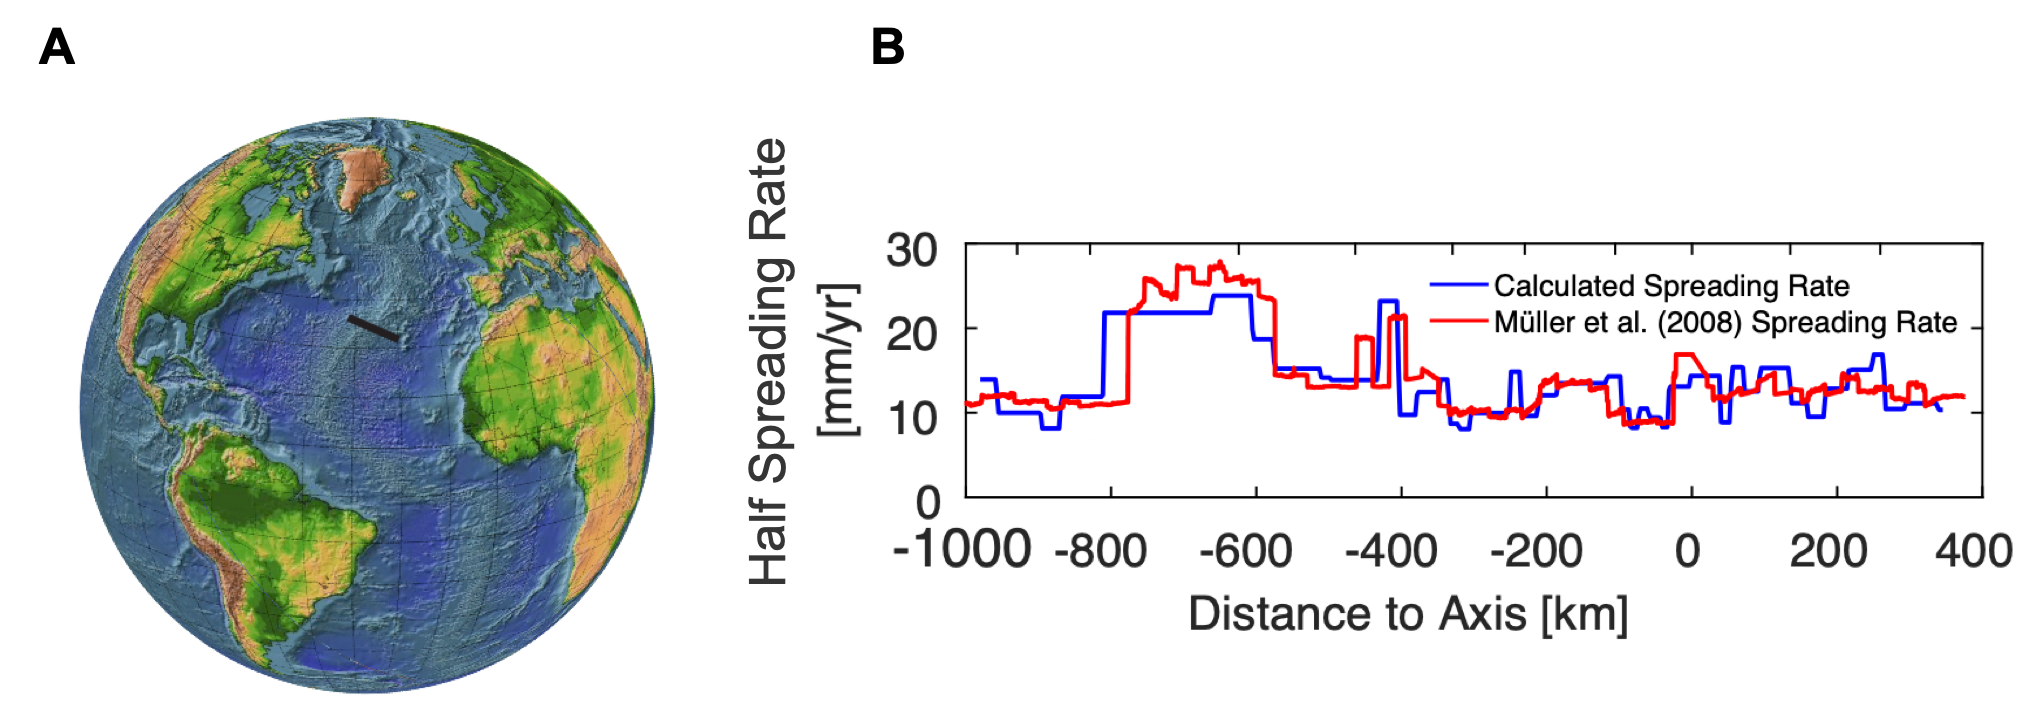 A
B
Half Spreading Rate
[mm/yr]
30
20
10
0
Calculated Spreading Rate
Müller et al. (2008) Spreading Rate
-1000 -800 -600 -400 -200 0 200 400
Distance to Axis [km]